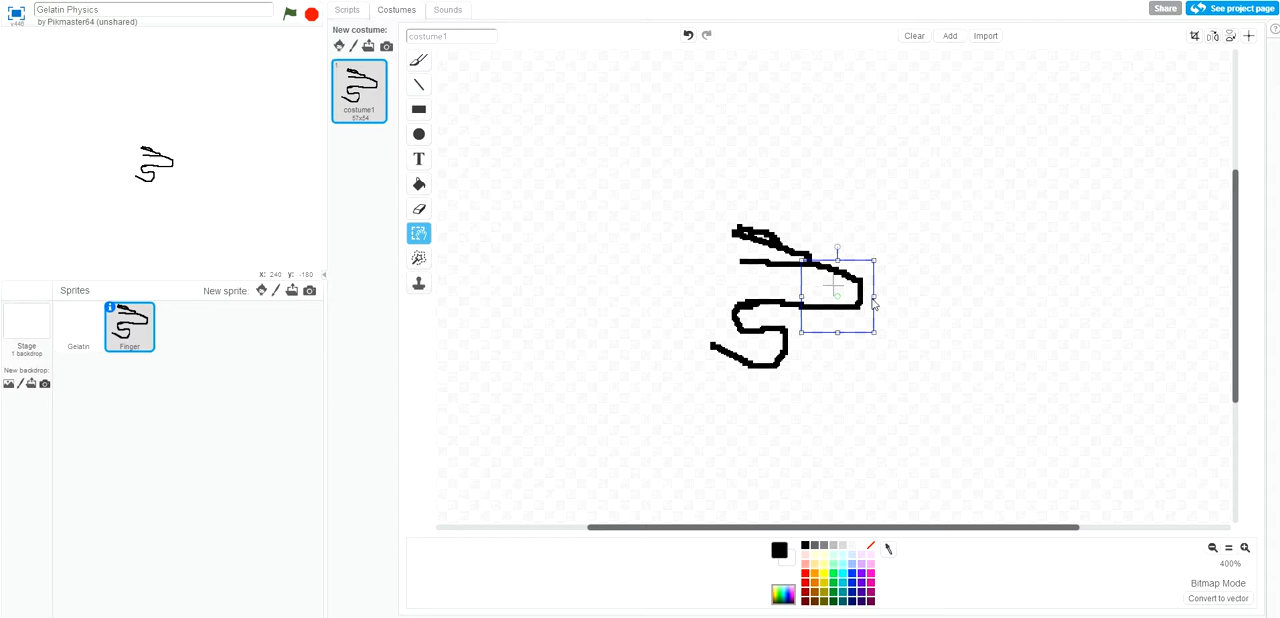 Gelatin Physics
by Pikmaster64 (unshared)
v448
Scripts
Costumes
Sounds
Share
See project page
New costume:
costume1
Clear
Add
Import
1
costume1
57x54
T
x: 240 y: -180
Sprites
New sprite:
Stage
1 backdrop
New backdrop:
Gelatin
Finger
400%
Bitmap Mode
Convert to vector